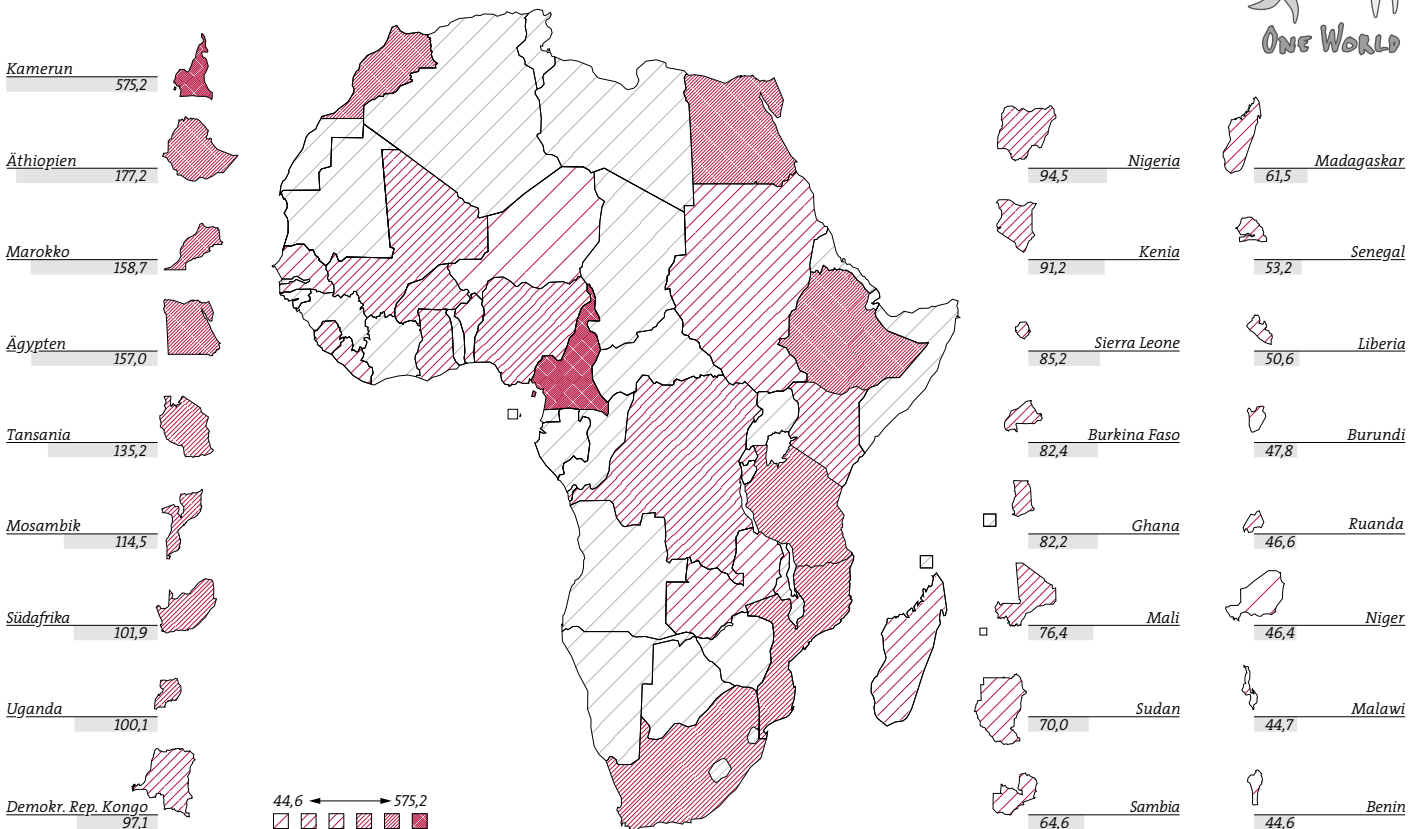 ONE WORLD
Kamerun
575,2
Äthiopien
177,2
Marokko
158,7
Ägypten
157,0
Tansania
135,2
Mosambik
114,5
Südafrika
101,9
Uganda
100,1
Demokr. Rep. Kongo
97,1
44,6 575,2
Nigeria
94,5
Kenia
91,2
Sierra Leone
85,2
Burkina Faso
82,4
Ghana
82,2
Mali
76,4
Sudan
70,0
Sambia
64,6
Madagaskar
61,5
Senegal
53,2
Liberia
50,6
Burundi
47,8
Ruanda
46,6
Niger
46,4
Malawi
44,7
Benin
44,6